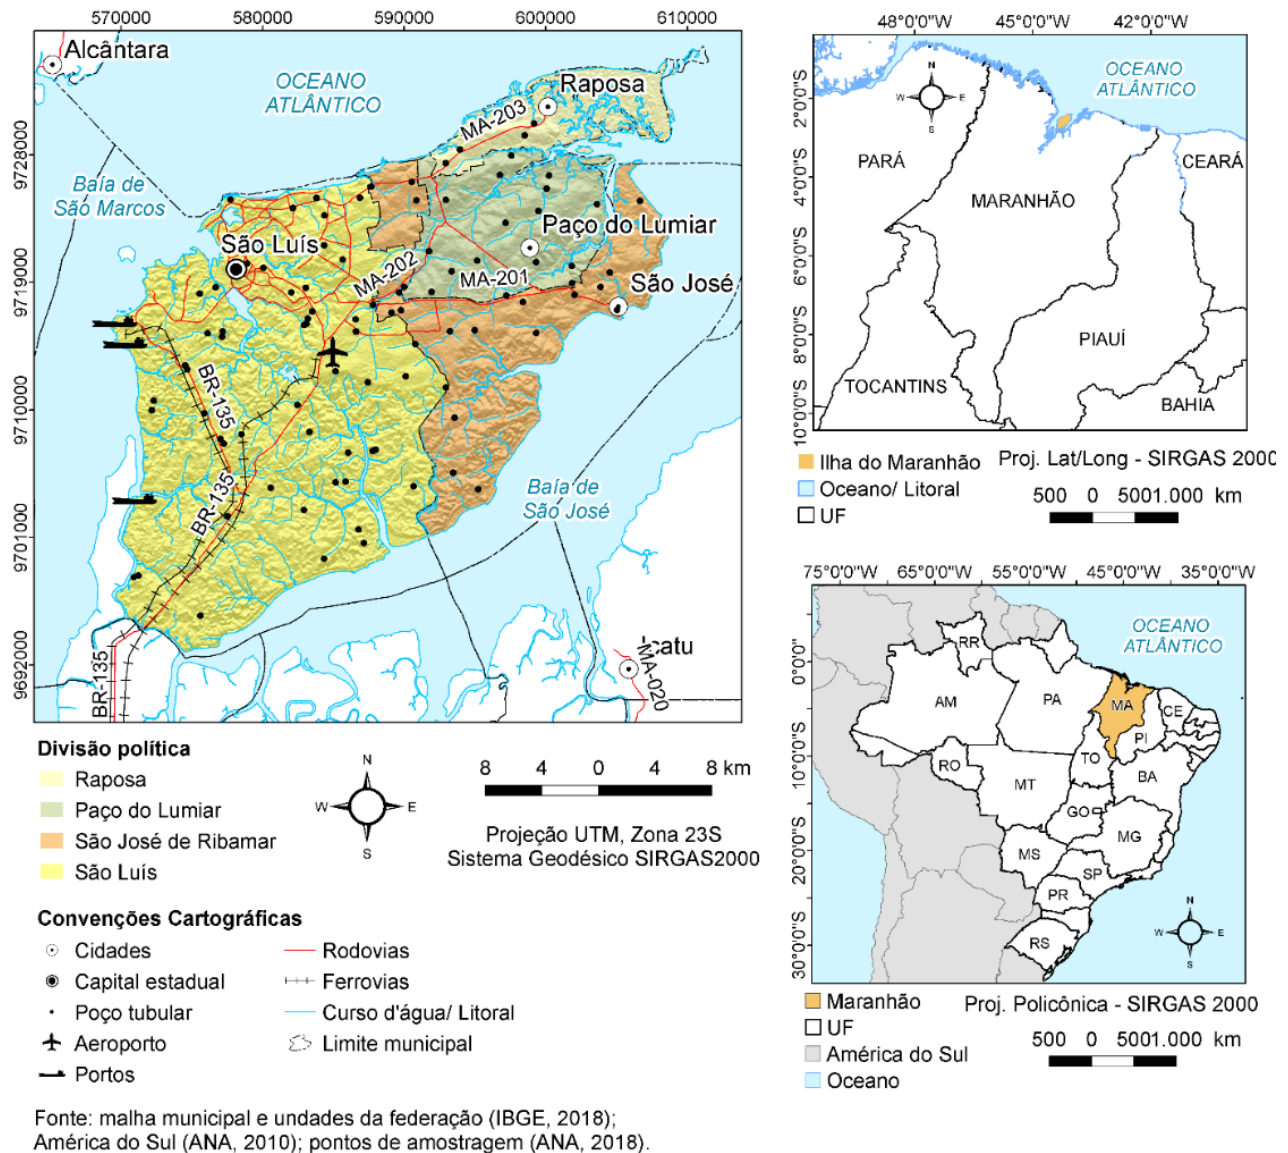 570000 580000 590000 600000 610000
Alcântara
OCEANO
ATLÂNTICO
Raposa
MA-203
9728000
Baía de
São Marcos
Paço do Lumiar
São Luís
MA-202
MA-201
São José
9719000
BR-135
9710000
BR-135
Baía de
São José
9701000
catu
MA-020
9692000
BR-135
Divisão política
Raposa
Paço do Lumiar
São José de Ribamar
São Luís
N
W E
S
8 4 0 4 8 km
Projeção UTM, Zona 23S
Sistema Geodésico SIRGAS2000
Convenções Cartográficas
Cidades
Capital estadual
Poço tubular
Aeroporto
Portos
Rodovias
Ferrovias
Curso d'água/ Litoral
Limite municipal
Fonte: malha municipal e undades da federação (IBGE, 2018);
América do Sul (ANA, 2010); pontos de amostragem (ANA, 2018).
48°0'0"W 45°0'0"W 42°0'0"W
N
W E
S
OCEANO
ATLÂNTICO
2°0'0"S
PARÁ
CEARÁ
4°0'0"S
MARANHÃO
6°0'0"S
8°0'0"S
PIAUÍ
TOCANTINS
BAHIA
10°0'0"S
Ilha do Maranhão
Oceano/ Litoral
UF
Proj. Lat/Long - SIRGAS 2000
500 0 5001.000 km
75°0'0"W 65°0'0"W 55°0'0"W 45°0'0"W 35°0'0"W
OCEANO
ATLÂNTICO
0°0'0"
RR
AM
PA
MA
CE
PI
10°0'0"S
RO
TO
MT
BA
GO
MG
20°0'0"S
MS
SP
PR
30°0'0"S
RS
N
W E
S
Maranhão
UF
América do Sul
Oceano
Proj. Policônica - SIRGAS 2000
500 0 5001.000 km